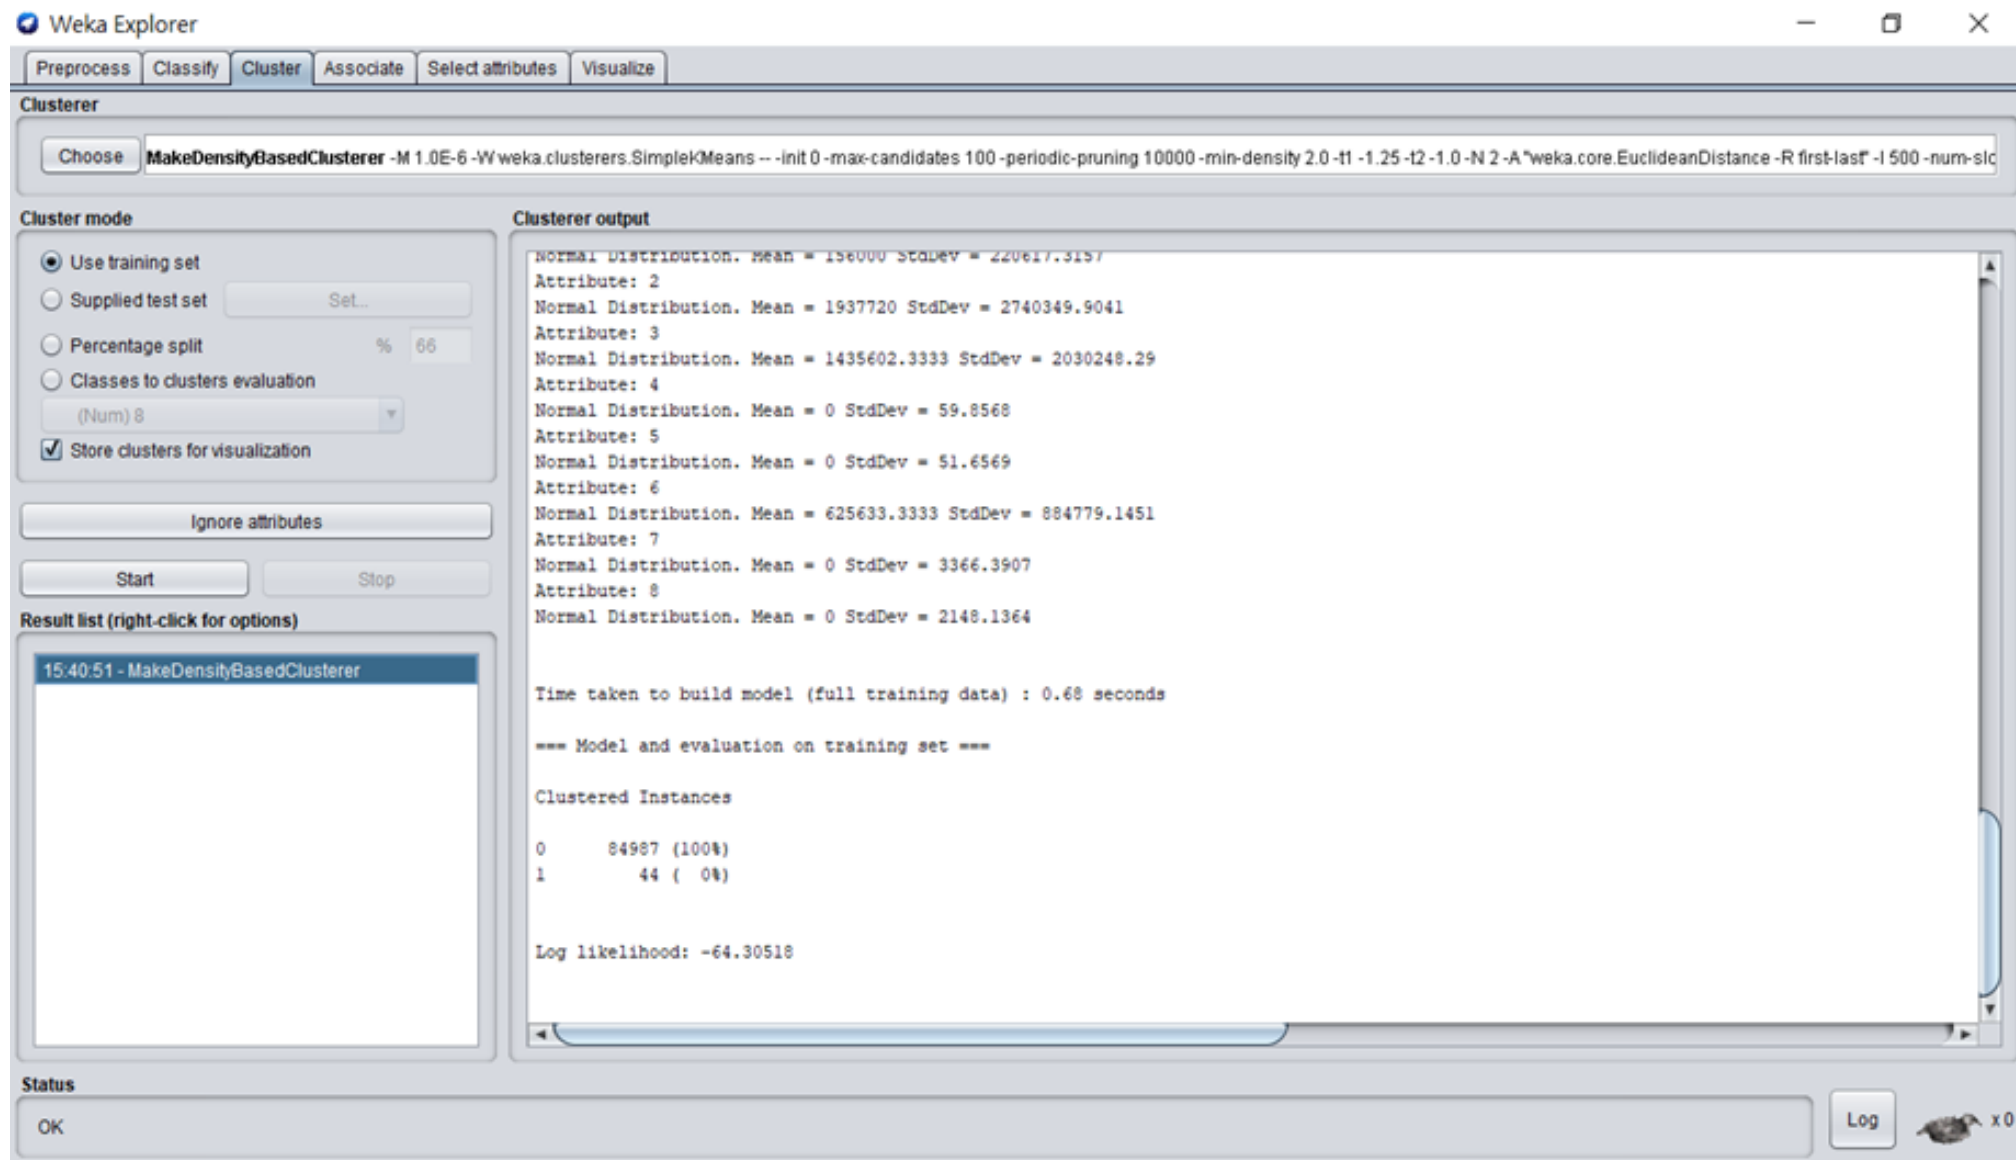 Weka Explorer
Preprocess Classify Cluster Associate Select attributes Visualize
Clusterer
Choose MakeDensityBasedClusterer -M 1.0E-6 -W weka.clusterers.SimpleKMeans -- -init 0 -max-candidates 100 -periodic-pruning 10000 -min-density 2.0 -t1 -1.25 -t2 -1.0 -N 2 -A "weka.core.EuclideanDistance -R first-last" -I 500 -num-slo
Cluster mode
Use training set
Supplied test set Set...
Percentage split % 66
Classes to clusters evaluation
(Num) 8
Store clusters for visualization
Ignore attributes
Start Stop
Result list (right-click for options)
15:40:51 - MakeDensityBasedClusterer
Clusterer output
Normal Distribution. Mean = 156000 StdDev = 220617.3157
Attribute: 2
Normal Distribution. Mean = 1937720 StdDev = 2740349.9041
Attribute: 3
Normal Distribution. Mean = 1435602.3333 StdDev = 2030248.29
Attribute: 4
Normal Distribution. Mean = 0 StdDev = 59.8568
Attribute: 5
Normal Distribution. Mean = 0 StdDev = 51.6569
Attribute: 6
Normal Distribution. Mean = 625633.3333 StdDev = 884779.1451
Attribute: 7
Normal Distribution. Mean = 0 StdDev = 3366.3907
Attribute: 8
Normal Distribution. Mean = 0 StdDev = 2148.1364
Time taken to build model (full training data) : 0.68 seconds
=== Model and evaluation on training set ===
Clustered Instances
0 84987 (100%)
1 44 ( 0%)
Log likelihood: -64.30518
Status
OK
Log x 0